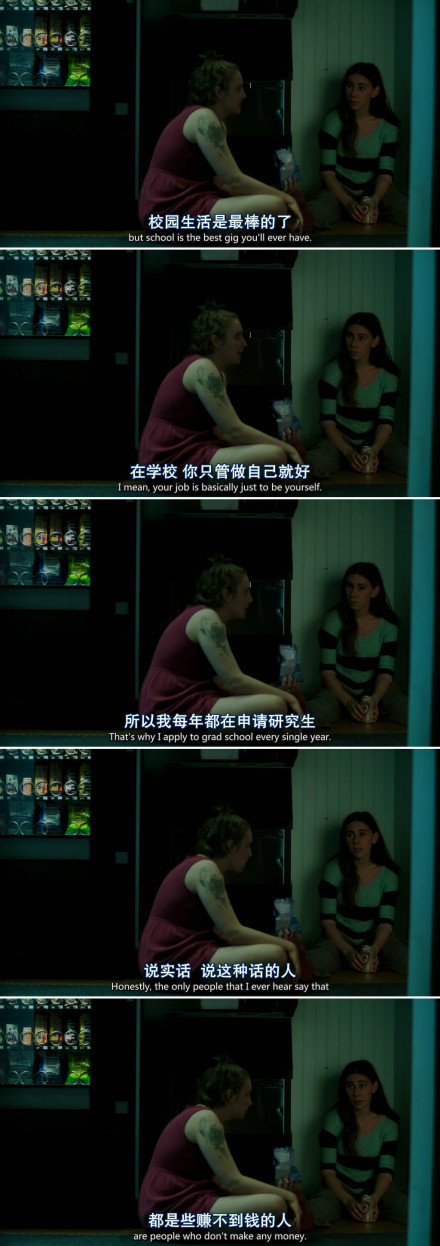 校园生活是最棒的了
but school is the best gig you'll ever have.
在学校 你只管做自己就好
I mean, your job is basically just to be yourself.
所以我每年都在申请研究生
That's why I apply to grad school every single year.
说实话 说这种话的人
Honestly, the only people that I ever hear say that
都是些赚不到钱的人
are people who don't make any money.